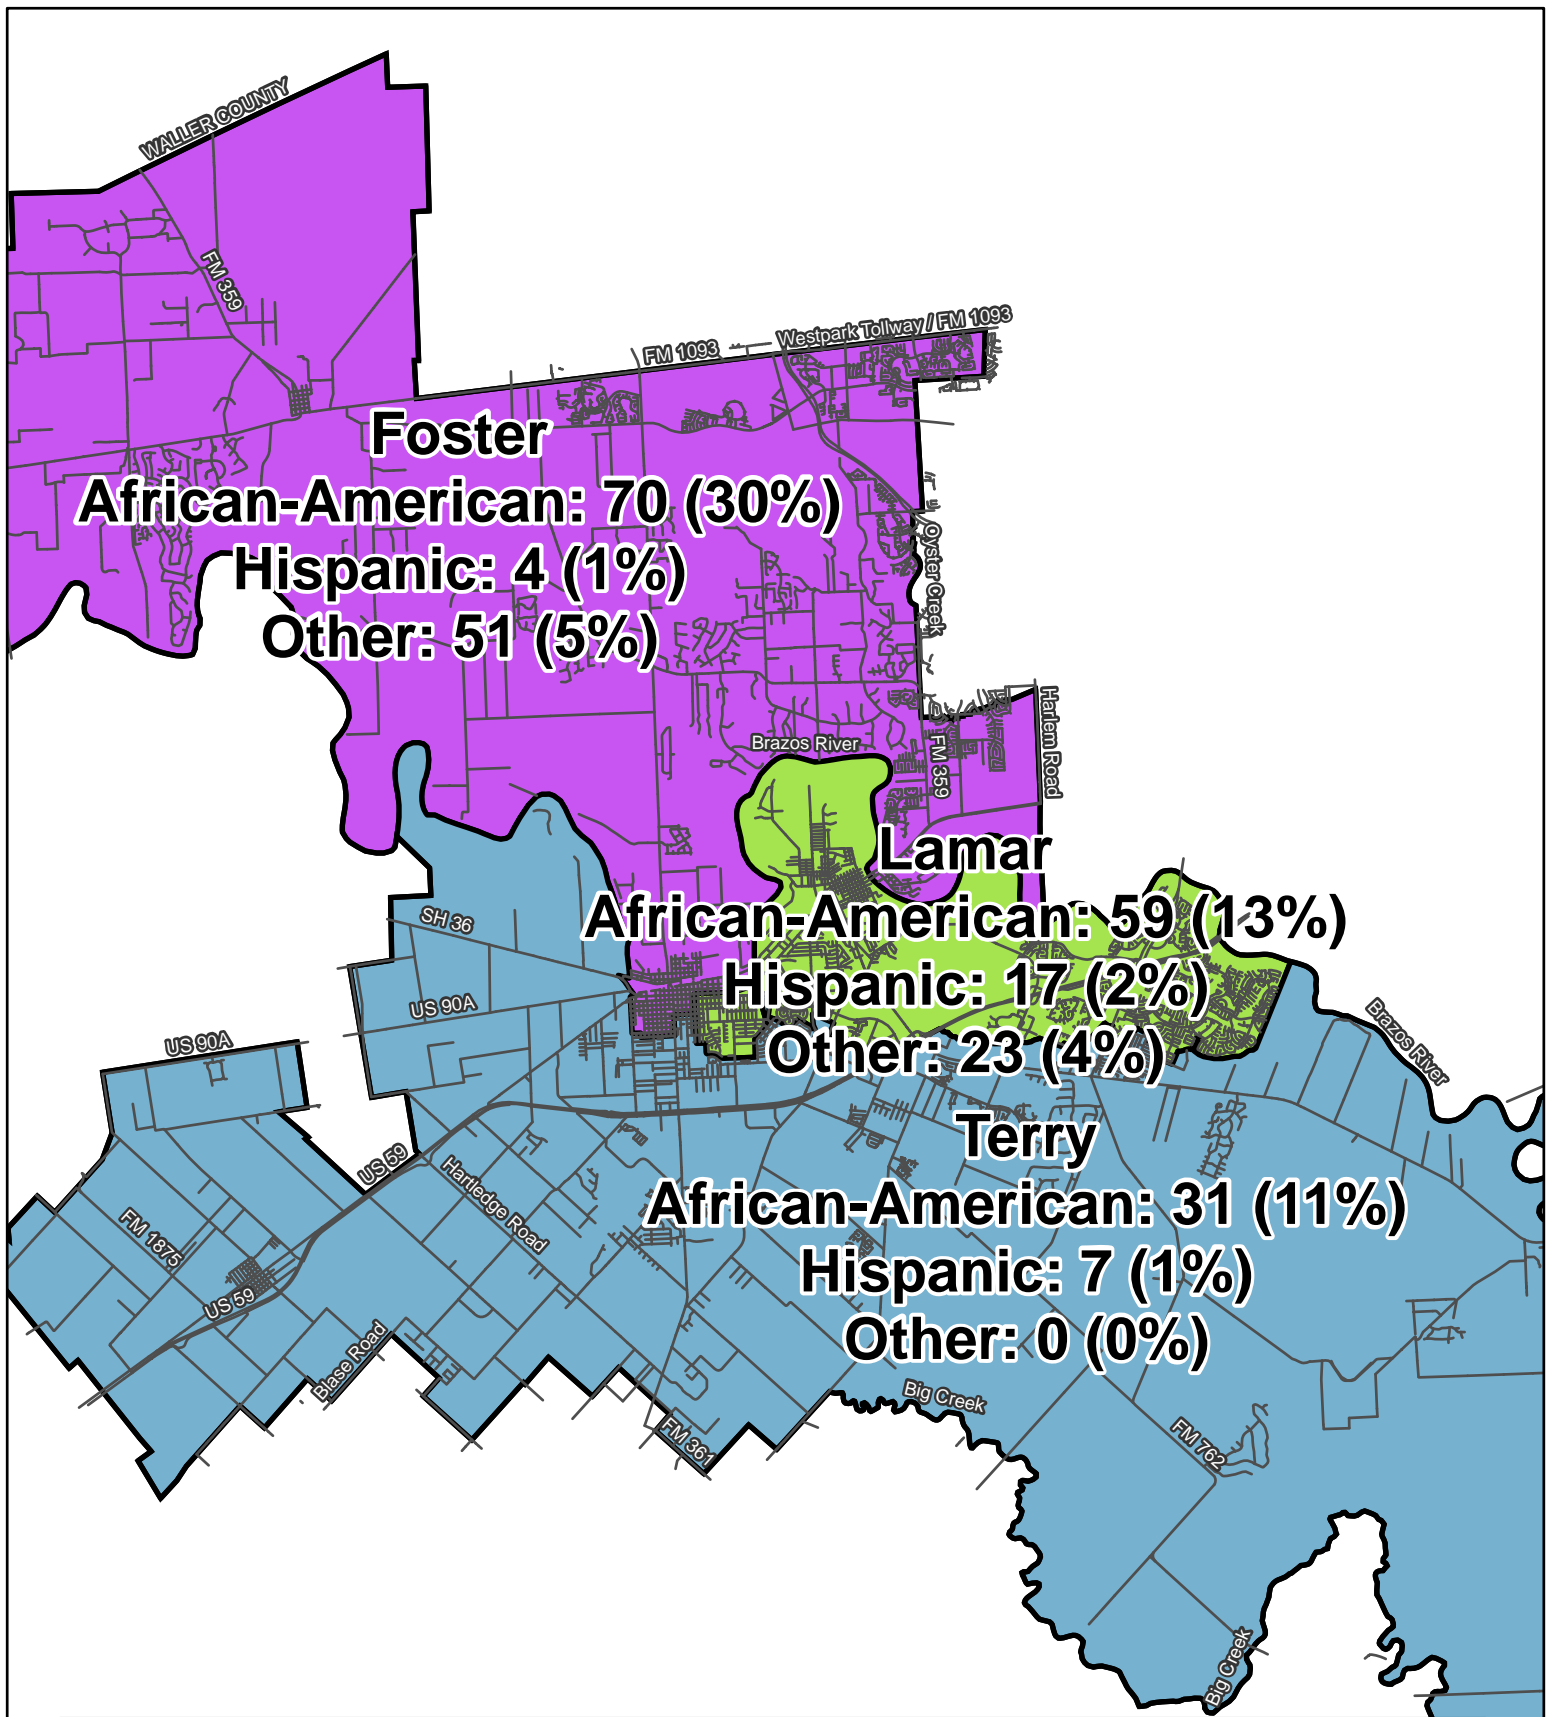 WALLER COUNTY
FM 359
Westpark Tollway / FM 1093
FM 1093
Foster
African-American: 70 (30%)
Hispanic: 4 (1%)
Other: 51 (5%)
Oyster Creek
Harlem Road
Brazos River
FM 359
Lamar
African-American: 59 (13%)
Hispanic: 17 (2%)
Other: 23 (4%)
SH 36
US 90A
US 90A
Brazos River
Terry
African-American: 31 (11%)
Hispanic: 7 (1%)
Other: 0 (0%)
US 59
Hartledge Road
FM 1875
US 59
Blase Road
Big Creek
FM 361
FM 762
Big Creek